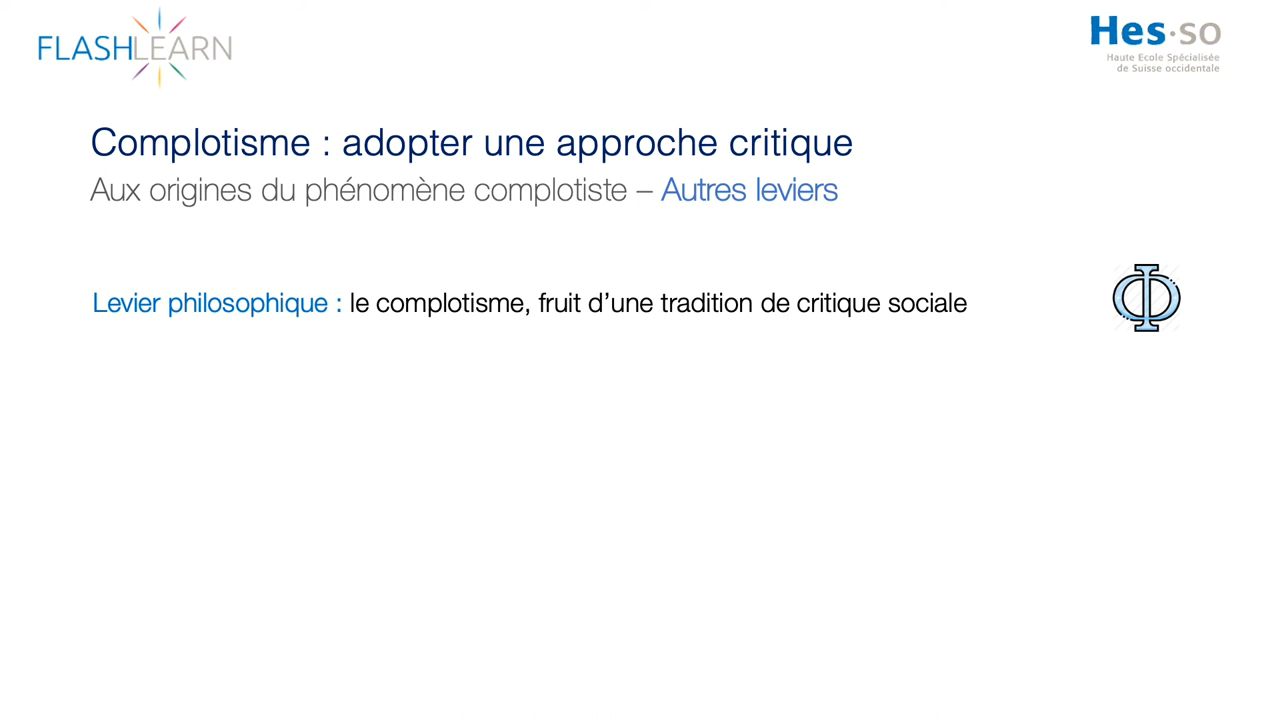 FLASHLEARN
Hes·so
Haute Ecole Spécialisée
de Suisse occidentale
Complotisme : adopter une approche critique
Aux origines du phénomène complotiste – Autres leviers
Levier philosophique : le complotisme, fruit d’une tradition de critique sociale
Φ